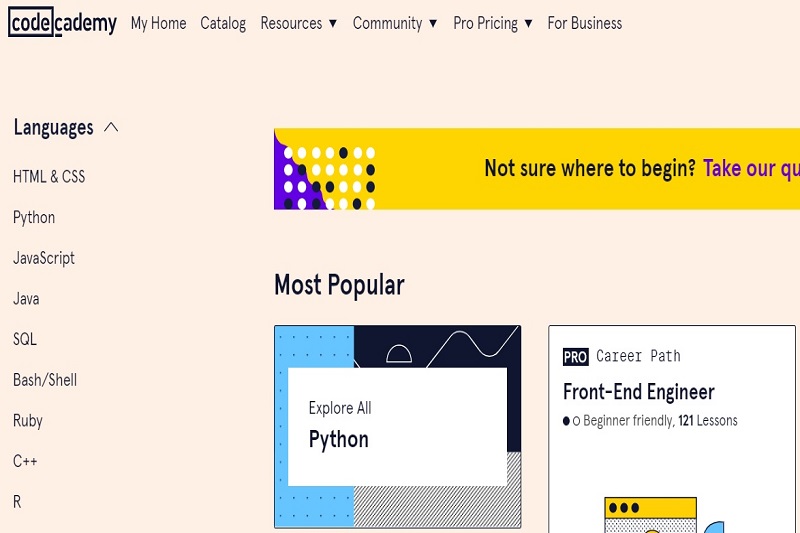 codecademy My Home Catalog Resources ▼ Community ▼ Pro Pricing ▼ For Business
Languages
HTML & CSS
Python
JavaScript
Java
SQL
Bash/Shell
Ruby
C++
R
Not sure where to begin? Take our qu
Most Popular
Explore All
Python
PRO Career Path
Front-End Engineer
Beginner friendly, 121 Lessons